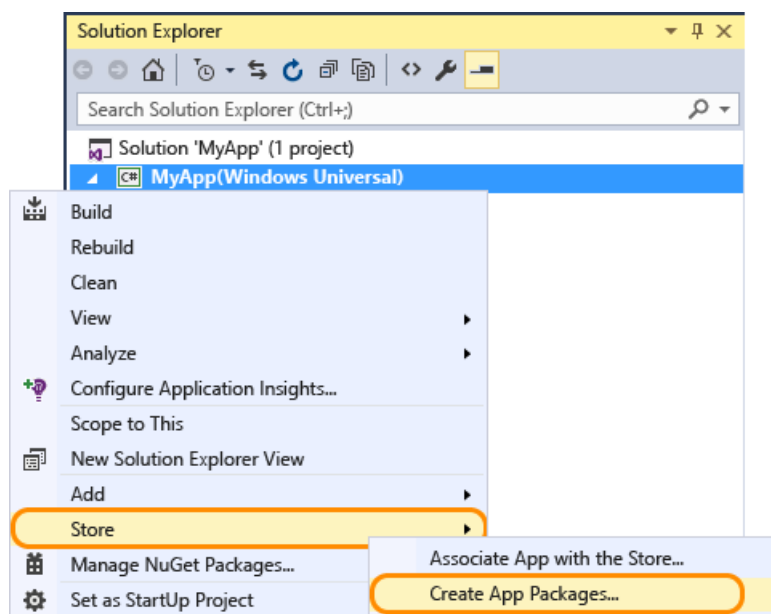 Solution Explorer
Search Solution Explorer (Ctrl+;)
Solution 'MyApp' (1 project)
C# MyApp(Windows Universal)
Build
Rebuild
Clean
View
Analyze
Configure Application Insights...
Scope to This
New Solution Explorer View
Add
Store
Associate App with the Store...
Manage NuGet Packages...
Create App Packages...
Set as StartUp Project